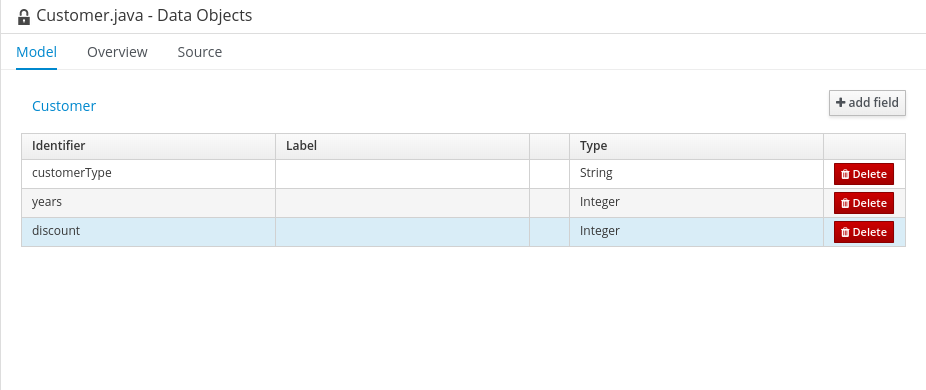 Customer.java - Data Objects
Model Overview Source
Customer
add field
Identifier Label Type
customerType String Delete
years Integer Delete
discount Integer Delete